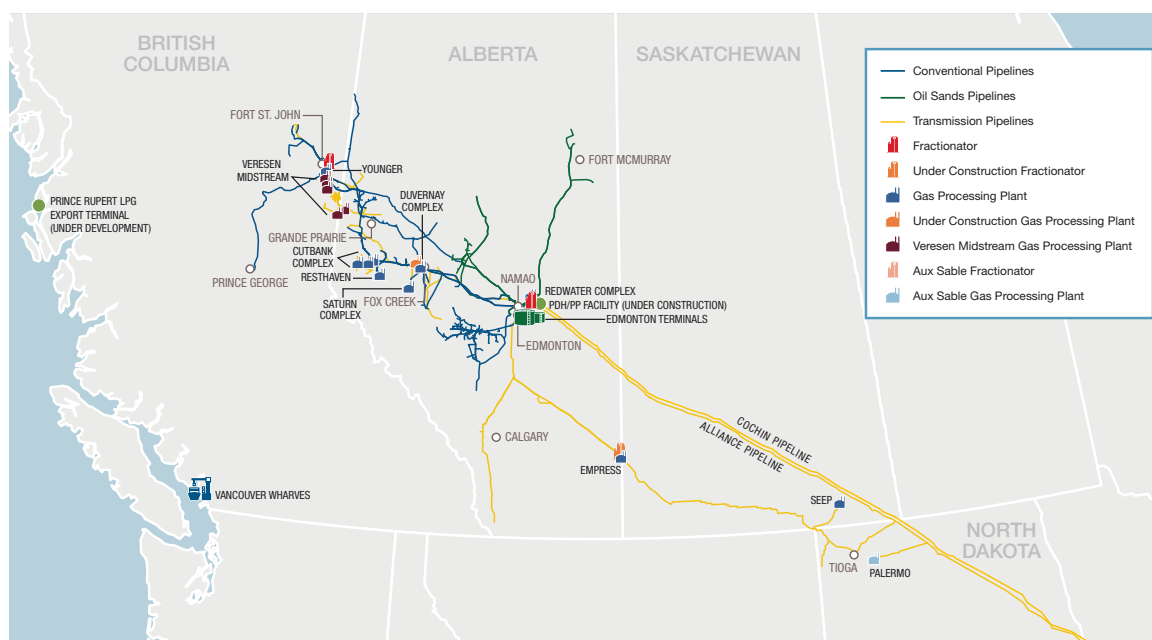 BRITISH
COLUMBIA
ALBERTA
SASKATCHEWAN
Conventional Pipelines
Oil Sands Pipelines
Transmission Pipelines
Fractionator
Under Construction Fractionator
Gas Processing Plant
Under Construction Gas Processing Plant
Veresen Midstream Gas Processing Plant
Aux Sable Fractionator
Aux Sable Gas Processing Plant
FORT ST. JOHN
FORT MCMURRAY
VERESEN
MIDSTREAM
YOUNGER
DUVERNAY
COMPLEX
PRINCE RUPERT LPG
EXPORT TERMINAL
(UNDER DEVELOPMENT)
GRANDE PRAIRIE
CUTBANK
COMPLEX
RESTHAVEN
PRINCE GEORGE
SATURN
COMPLEX
FOX CREEK
NAMAO
REDWATER COMPLEX
PDH/PP FACILITY (UNDER CONSTRUCTION)
EDMONTON TERMINALS
EDMONTON
CALGARY
COCHIN PIPELINE
ALLIANCE PIPELINE
EMPRESS
VANCOUVER WHARVES
SEEP
NORTH
DAKOTA
TIOGA
PALERMO